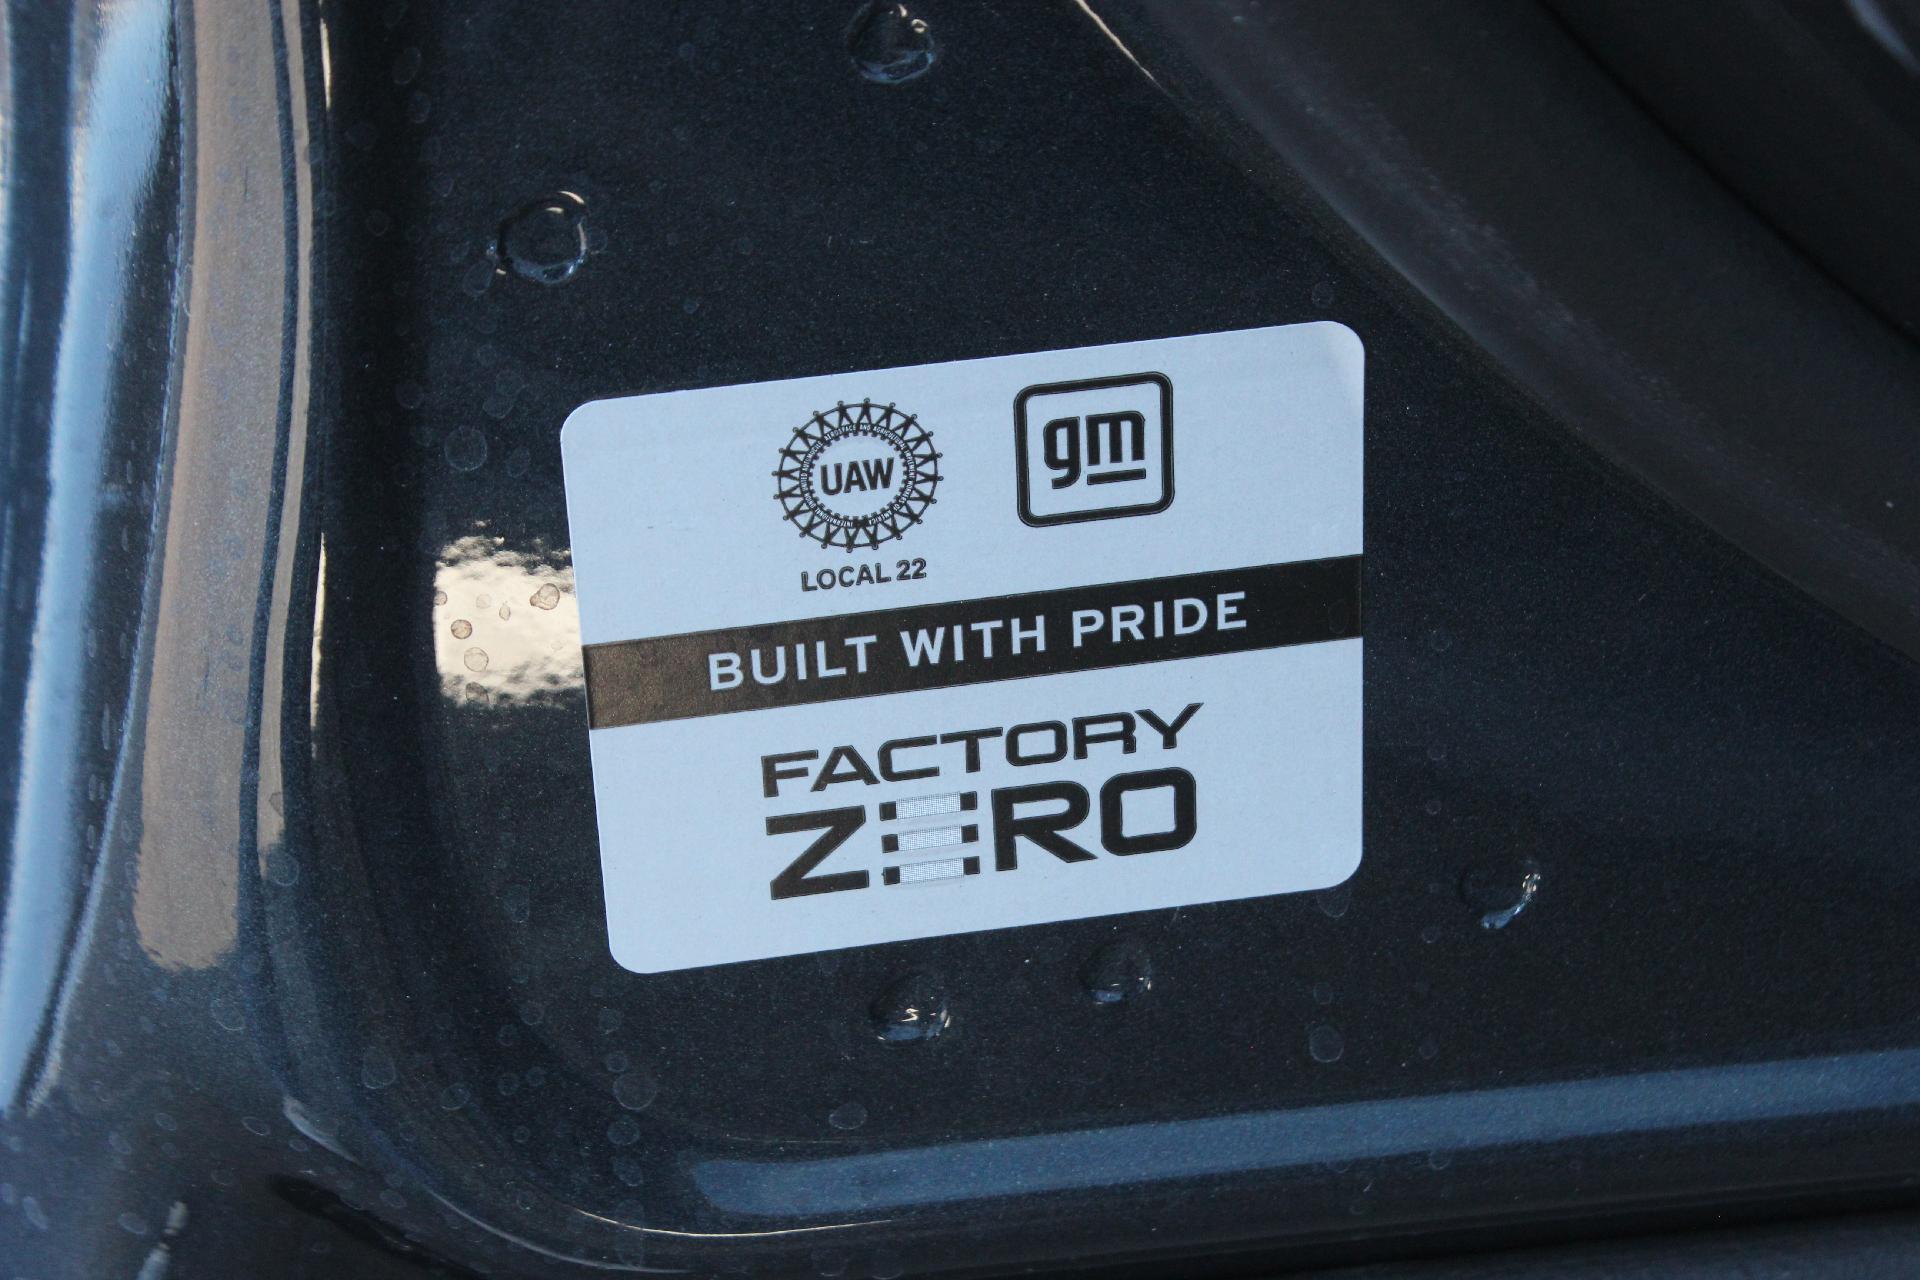 UAW
gm
LOCAL 22
BUILT WITH PRIDE
FACTORY
ZERO